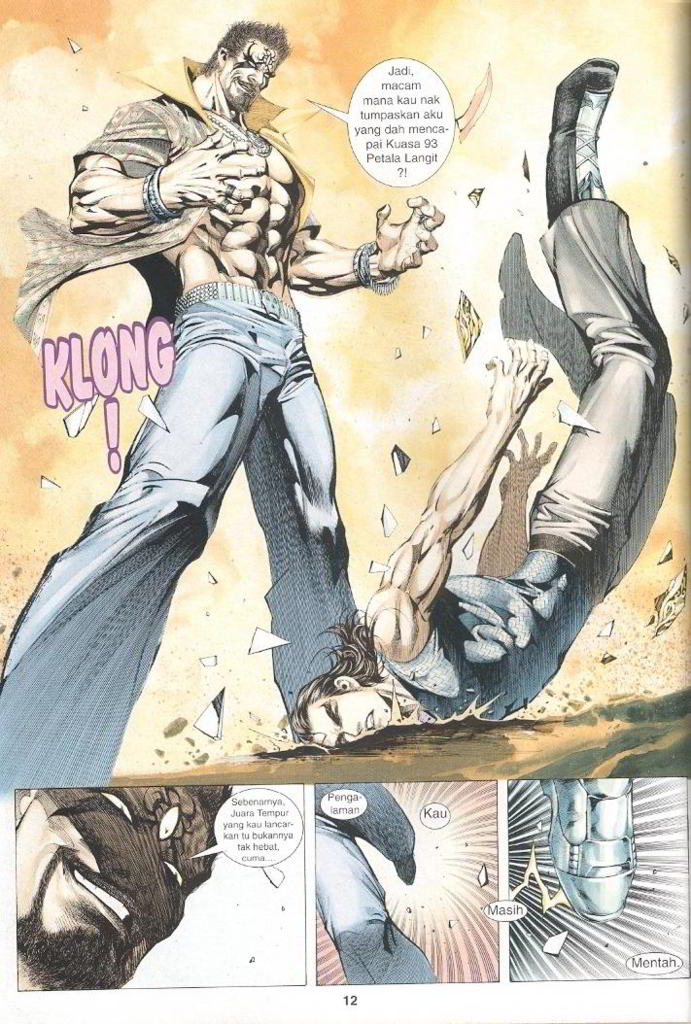 Jadi,
macam
mana kau nak
tumpaskan aku
yang dah menca-
pai Kuasa 93
Petala Langit
?!
KLONG
!
Sebenarnya,
Juara Tempur
yang kau lancar-
kan tu bukannya
tak hebat,
cuma....
Penga-
laman
Kau
Masih
Mentah.
12